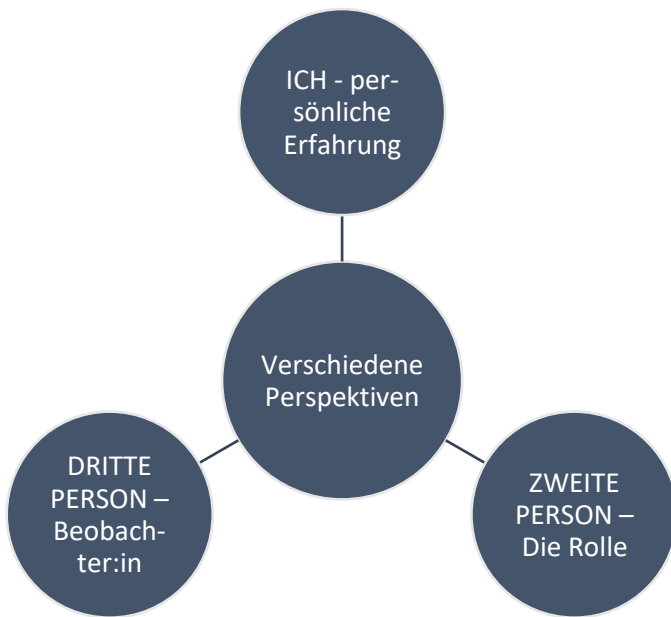 ICH - per-
sönliche
Erfahrung
Verschiedene
Perspektiven
DRITTE
PERSON –
Beobach-
ter:in
ZWEITE
PERSON –
Die Rolle